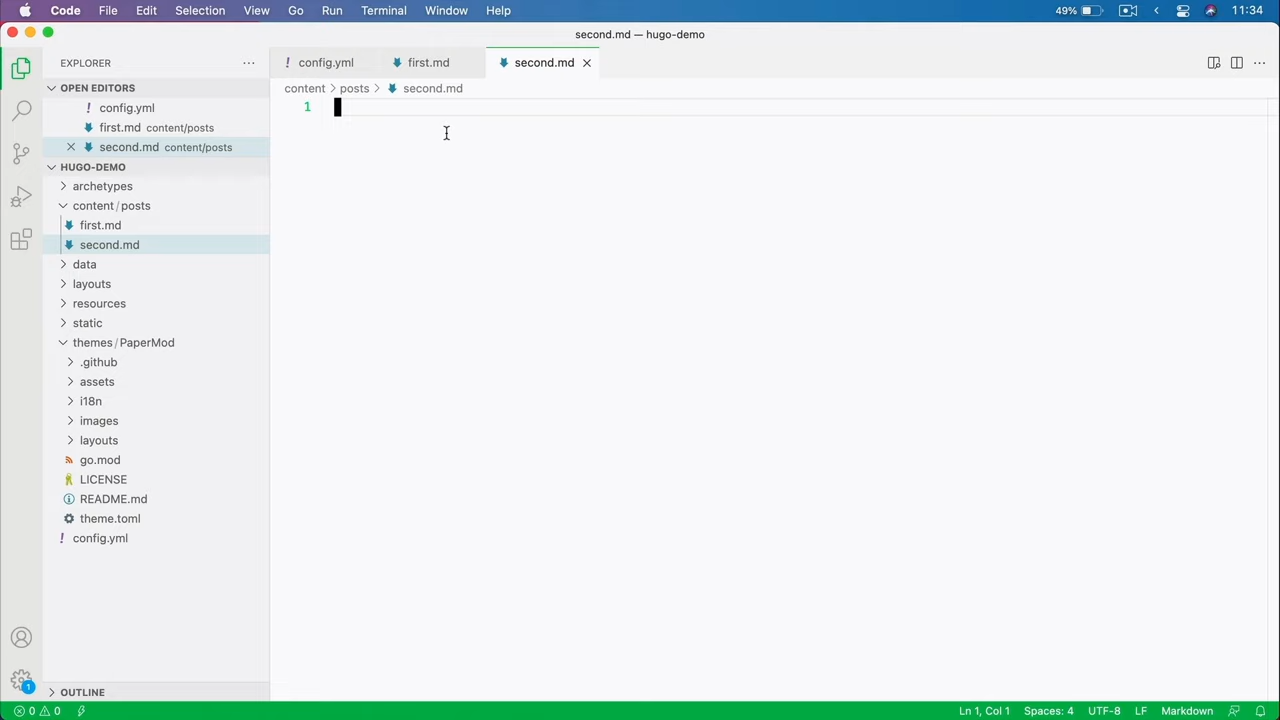 Code File Edit Selection View Go Run Terminal Window Help 49% 11:34
second.md — hugo-demo
EXPLORER
config.yml first.md second.md
OPEN EDITORS
content > posts > second.md
config.yml
1
first.md content/posts
second.md content/posts
HUGO-DEMO
archetypes
content / posts
first.md
second.md
data
layouts
resources
static
themes / PaperMod
.github
assets
i18n
images
layouts
go.mod
LICENSE
README.md
theme.toml
config.yml
1
OUTLINE
0 0 Ln 1, Col 1 Spaces: 4 UTF-8 LF Markdown